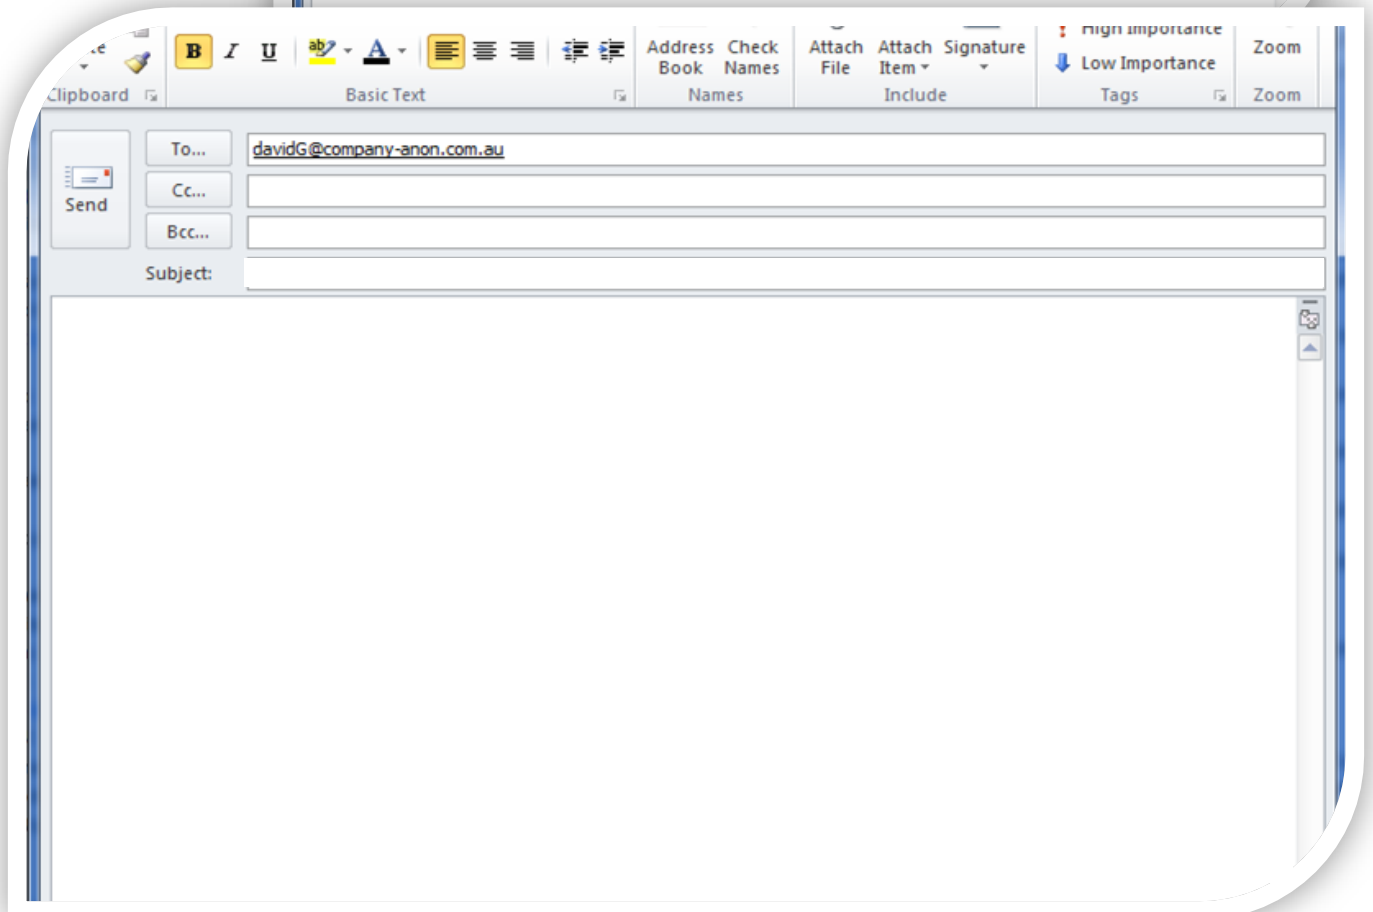 High Importance
B I U ab A Address Check Attach Attach Signature Zoom
Book Names File Item Low Importance
Clipboard Basic Text Names Include Tags Zoom
To... davidG@company-anon.com.au
Cc...
Send
Bcc...
Subject: